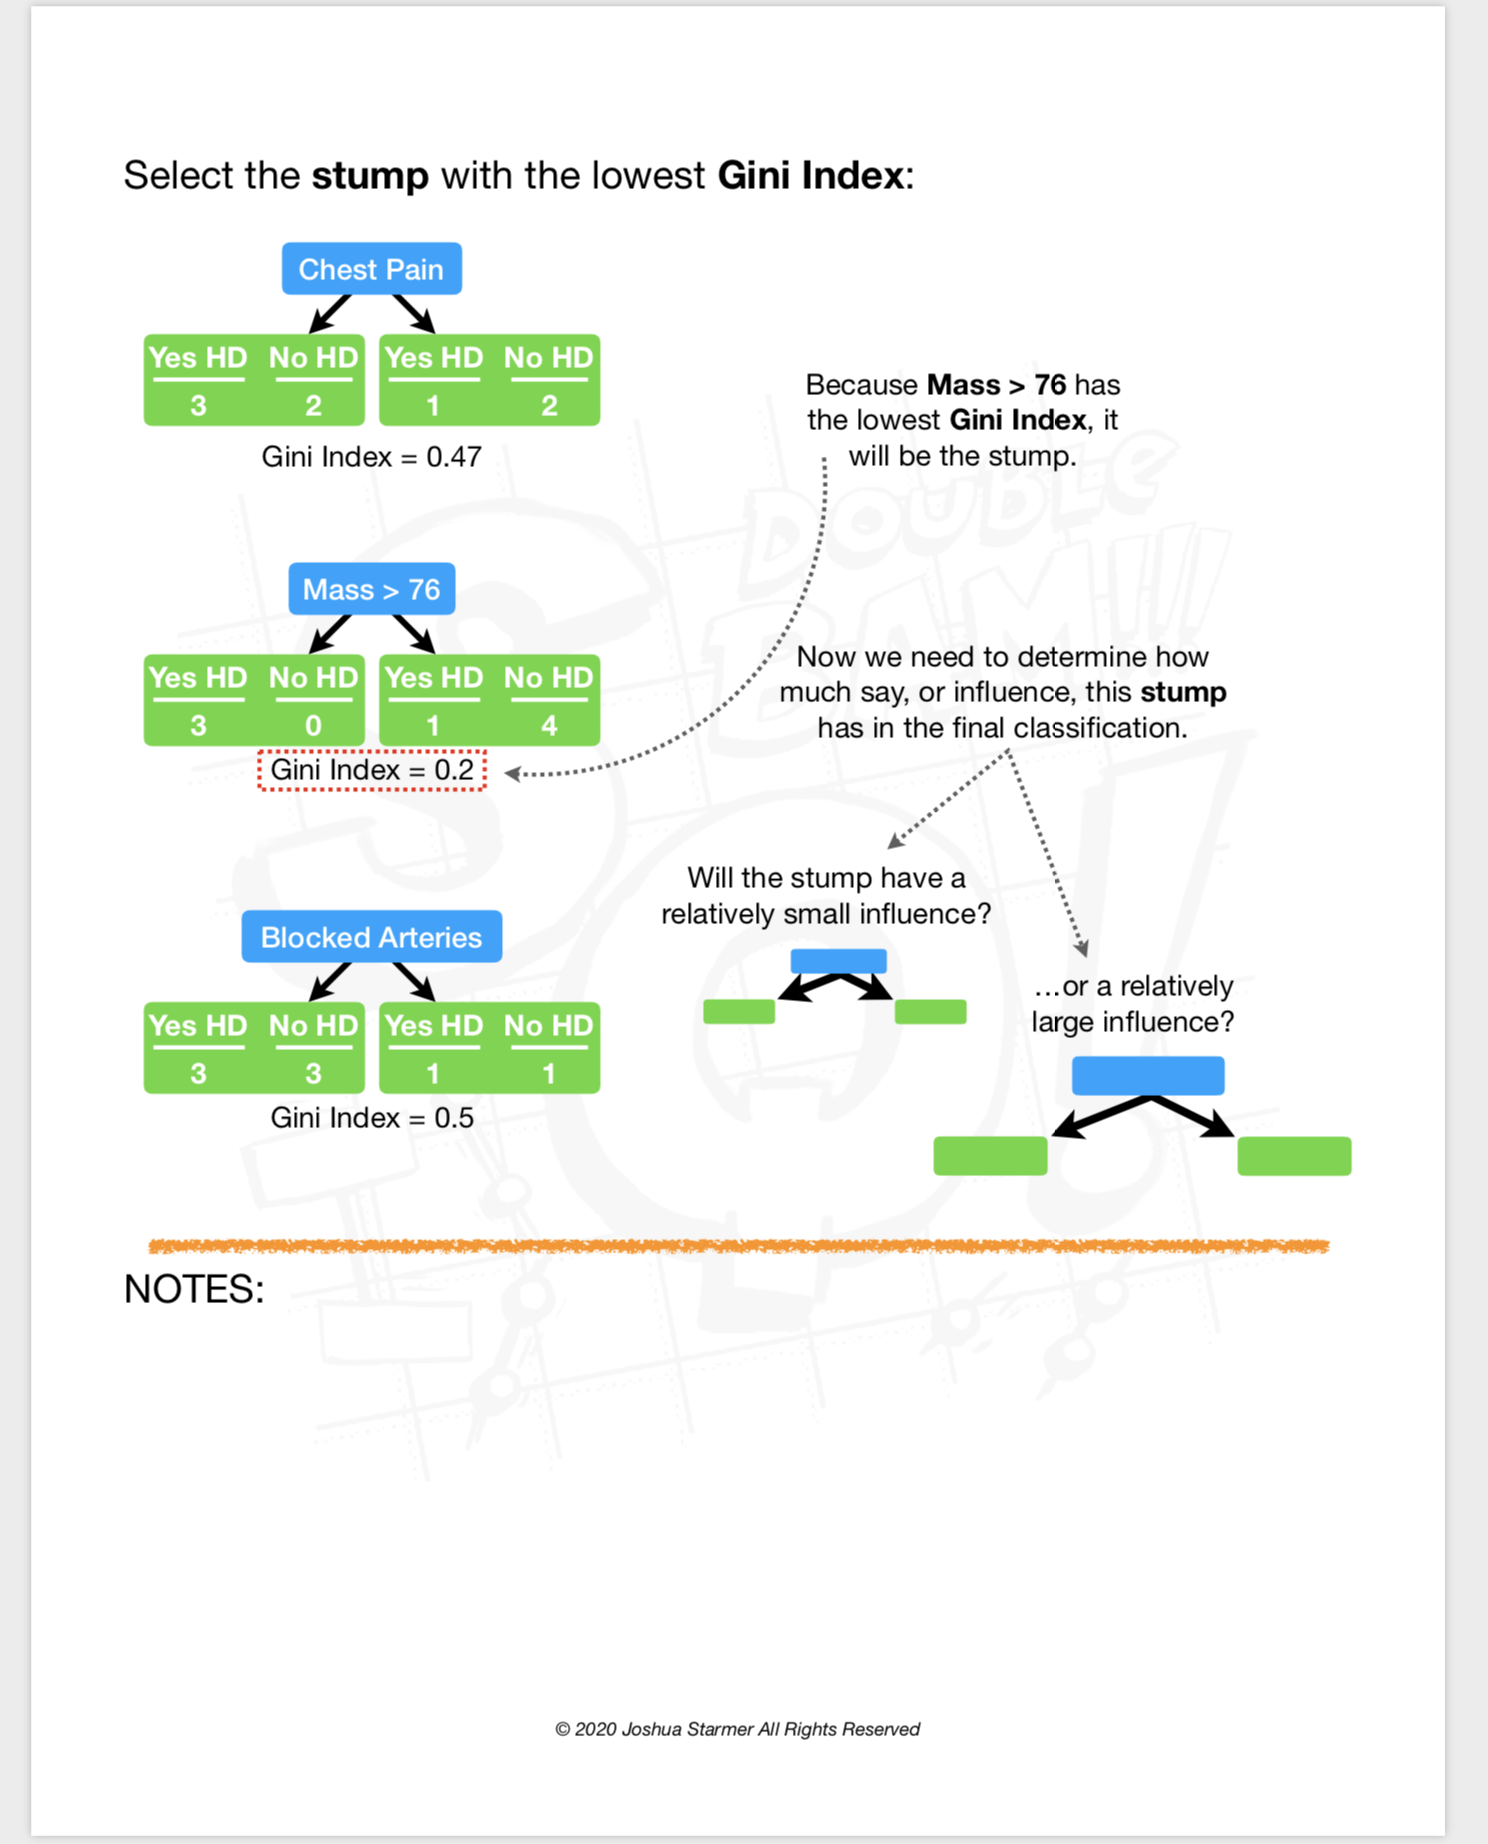 Select the stump with the lowest Gini Index:
Chest Pain
Yes HD No HD Yes HD No HD
3 2 1 2
Gini Index = 0.47
Because Mass > 76 has
the lowest Gini Index, it
will be the stump.
Mass > 76
Yes HD No HD Yes HD No HD
3 0 1 4
Gini Index = 0.2
Now we need to determine how
much say, or influence, this stump
has in the final classification.
Will the stump have a
relatively small influence?
...or a relatively
large influence?
Blocked Arteries
Yes HD No HD Yes HD No HD
3 3 1 1
Gini Index = 0.5
DOUBLE
BAM!!!
SQ!
NOTES:
© 2020 Joshua Starmer All Rights Reserved